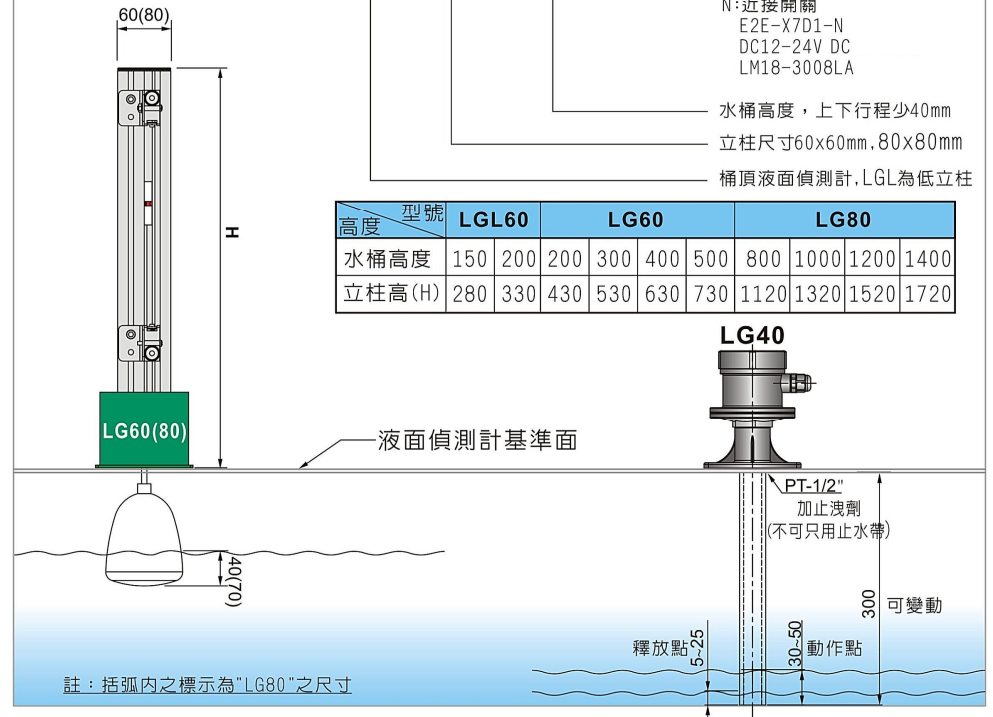 N:近接開關
E2E-X7D1-N
DC12-24V DC
LM18-3008LA
水桶高度，上下行程少40mm
立柱尺寸60x60mm,80x80mm
桶頂液面偵測計,LGL為低立柱
60(80)
H
型號 LGL60 LG60 LG80
高度
水桶高度 150 200 200 300 400 500 800 1000 1200 1400
立柱高(H) 280 330 430 530 630 730 1120 1320 1520 1720
LG40
LG60(80)
液面偵測計基準面
PT-1/2"
加止洩劑
(不可只用止水帶)
40(70)
300 可變動
釋放點 5~25 30~50 動作點
註：括弧內之標示為"LG80"之尺寸